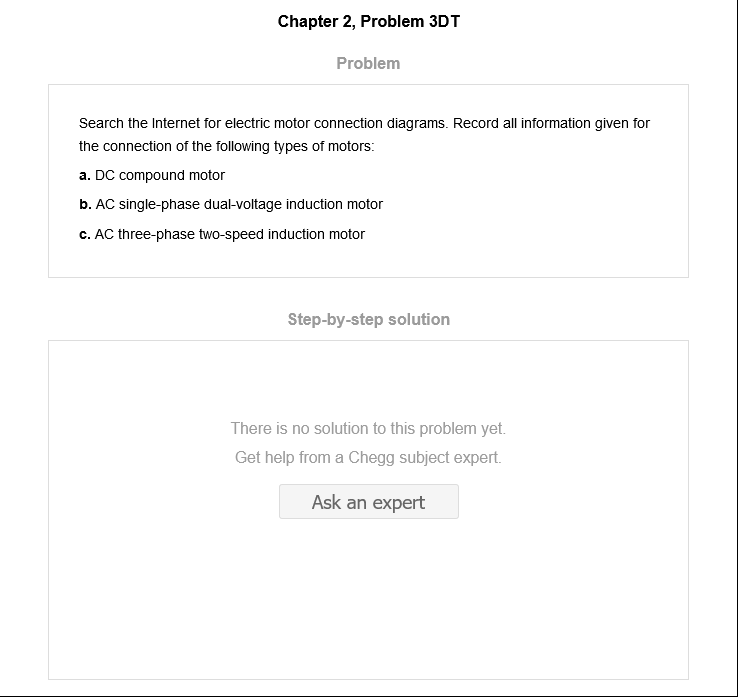 Chapter 2, Problem 3DT
Problem
Search the Internet for electric motor connection diagrams. Record all information given for
the connection of the following types of motors:
a. DC compound motor
b. AC single-phase dual-voltage induction motor
c. AC three-phase two-speed induction motor
Step-by-step solution
There is no solution to this problem yet.
Get help from a Chegg subject expert.
Ask an expert